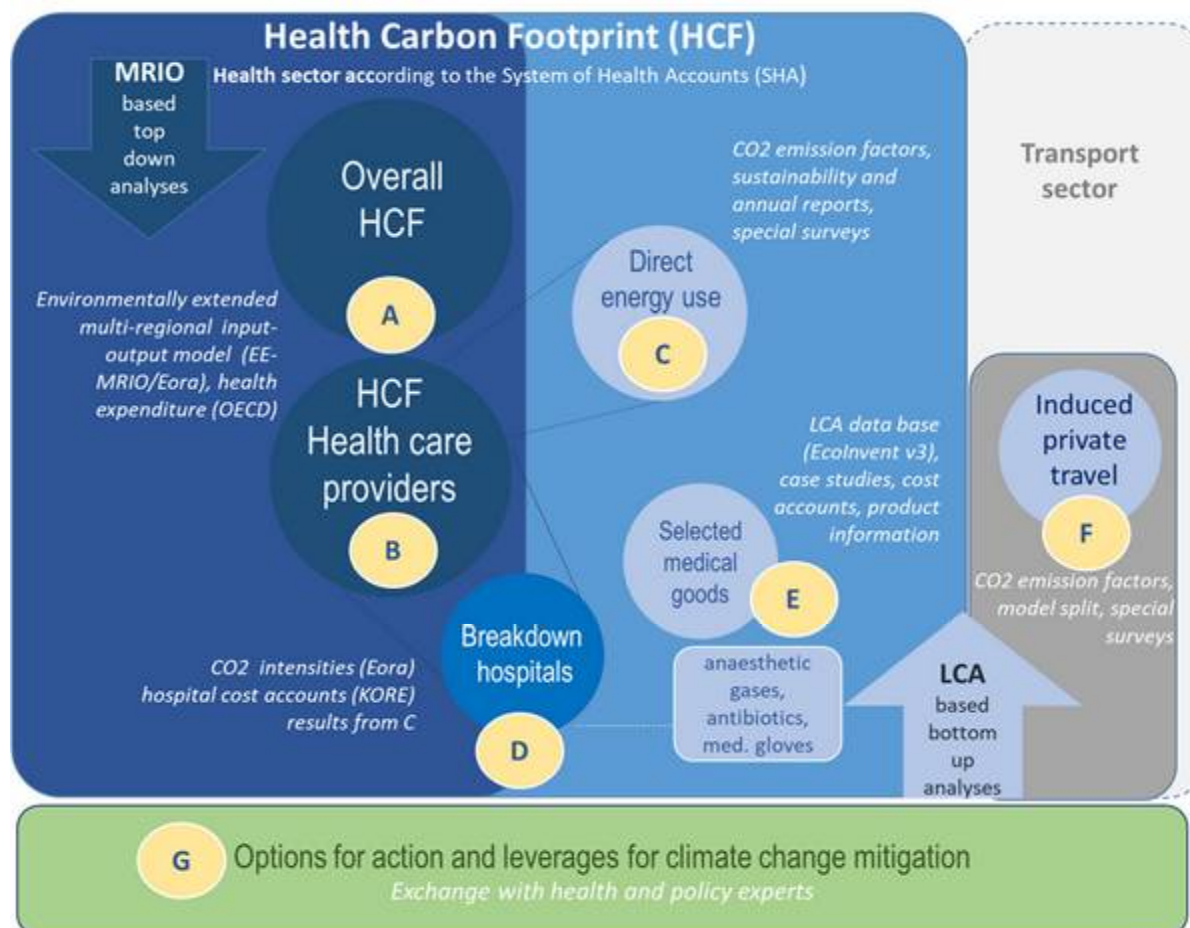 Health Carbon Footprint (HCF)
Health sector according to the System of Health Accounts (SHA)
MRIO
based
top
down
analyses
Overall
HCF
A
Environmentally extended
multi-regional input-
output model (EE-
MRIO/Eora), health
expenditure (OECD)
HCF
Health care
providers
B
CO2 emission factors,
sustainability and
annual reports,
special surveys
Direct
energy use
C
LCA data base
(EcoInvent v3),
case studies, cost
accounts, product
information
Selected
medical
goods
E
anaesthetic
gases,
antibiotics,
med. gloves
Breakdown
hospitals
D
CO2 intensities (Eora)
hospital cost accounts (KORE)
results from C
LCA
based
bottom
up
analyses
Transport
sector
Induced
private
travel
F
CO2 emission factors,
model split, special
surveys
G
Options for action and leverages for climate change mitigation
Exchange with health and policy experts